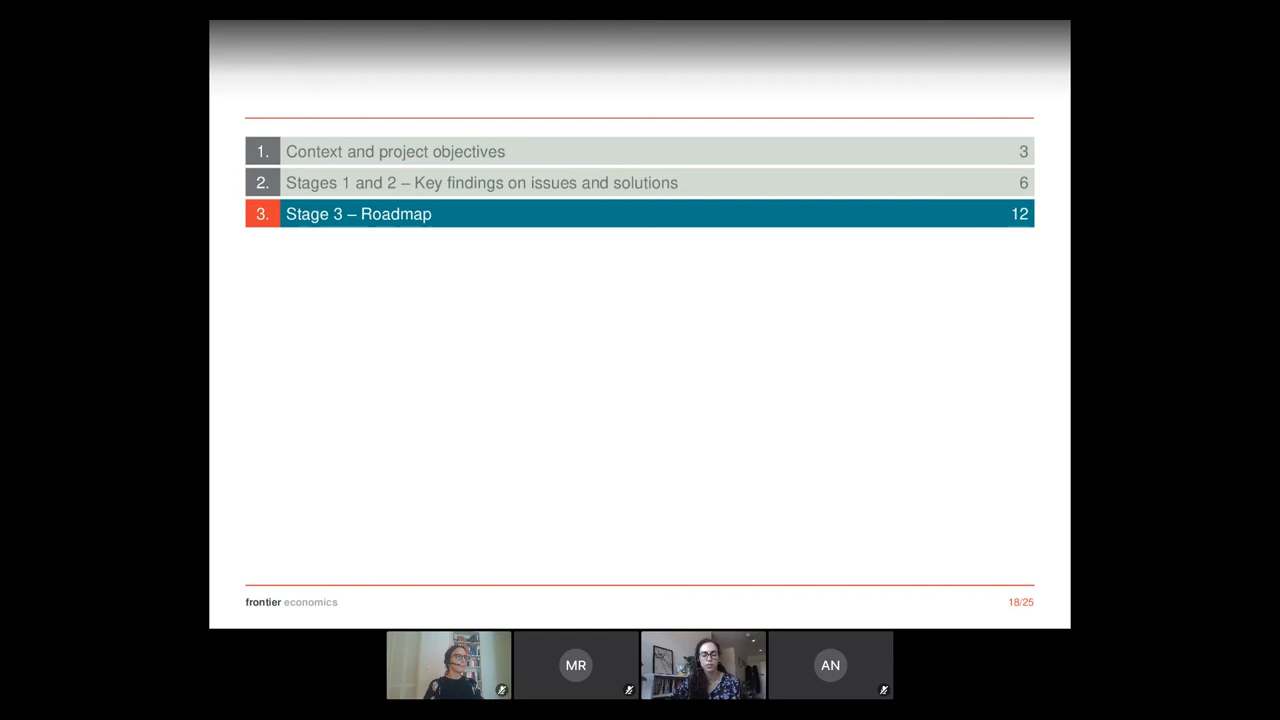 1. Context and project objectives 3
2. Stages 1 and 2 – Key findings on issues and solutions 6
3. Stage 3 – Roadmap 12
frontier economics 18/25
MR AN